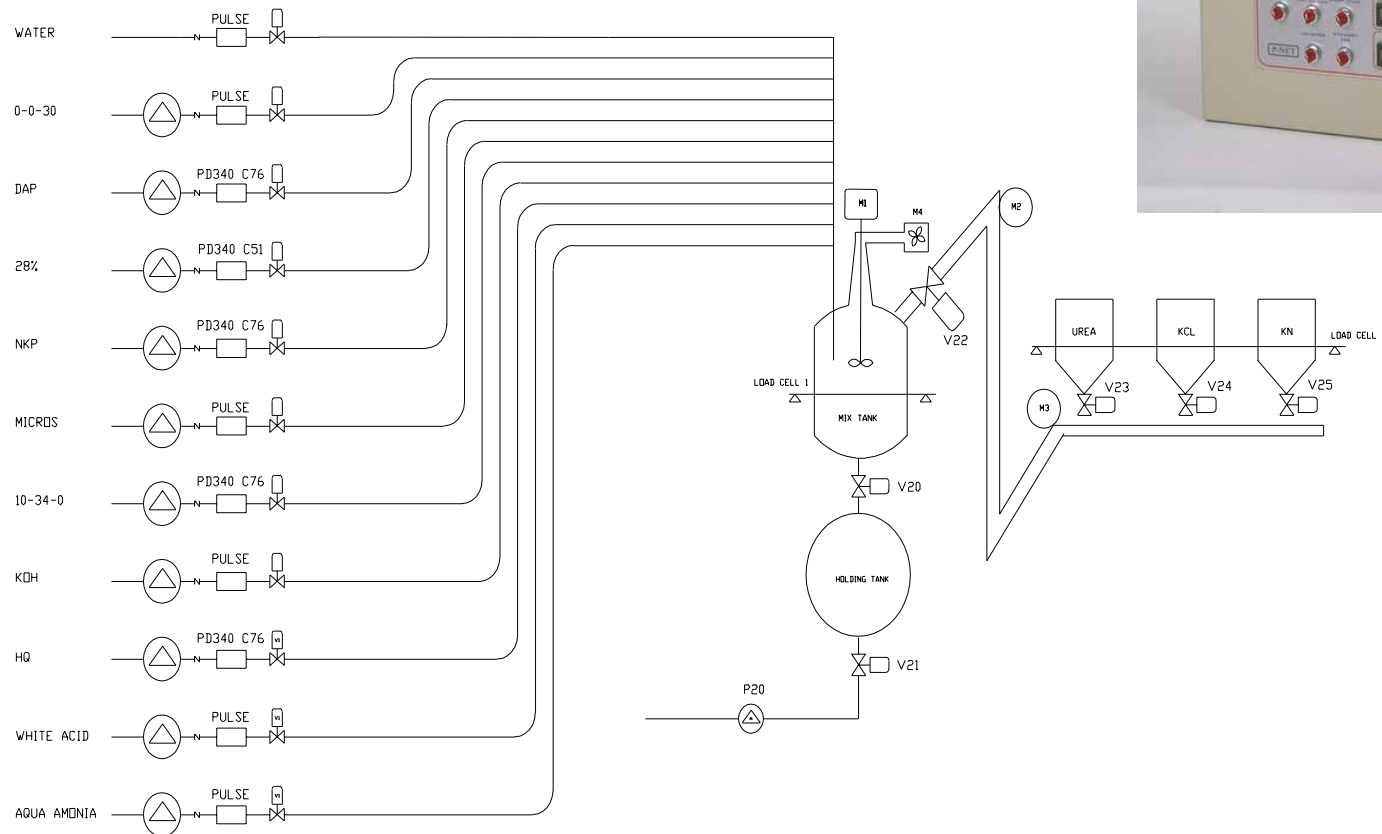 WATER
PULSE
0-0-30
PULSE
DAP
PD340 C76
28%
PD340 C51
NKP
PD340 C76
MICROS
PULSE
10-34-0
PD340 C76
KOH
PULSE
HQ
PD340 C76
WHITE ACID
PULSE
AQUA AMONIA
PULSE
M1
M4
M2
V22
LOAD CELL 1
MIX TANK
V20
HOLDING TANK
V21
P20
UREA
KCL
KN
LOAD CELL
V23
V24
V25
M3
P-NET